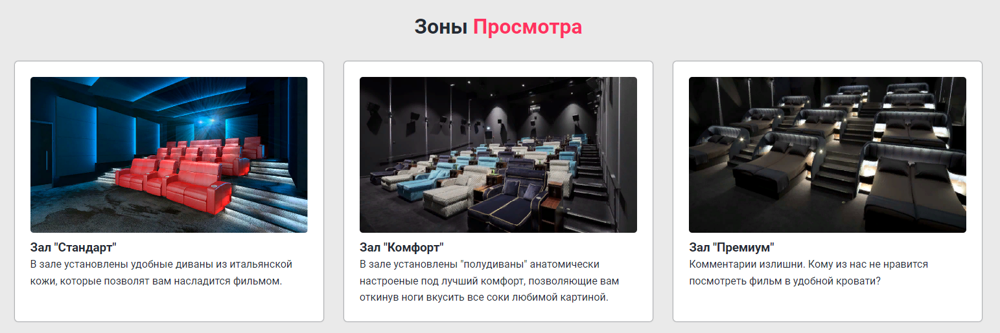 Зоны Просмотра
Зал "Стандарт"
В зале установлены удобные диваны из итальянской
кожи, которые позволят вам насладится фильмом.
Зал "Комфорт"
В зале установлены "полудиваны" анатомически
настроеные под лучший комфорт, позволяющие вам
откинув ноги вкусить все соки любимой картиной.
Зал "Премиум"
Комментарии излишни. Кому из нас не нравится
посмотреть фильм в удобной кровати?